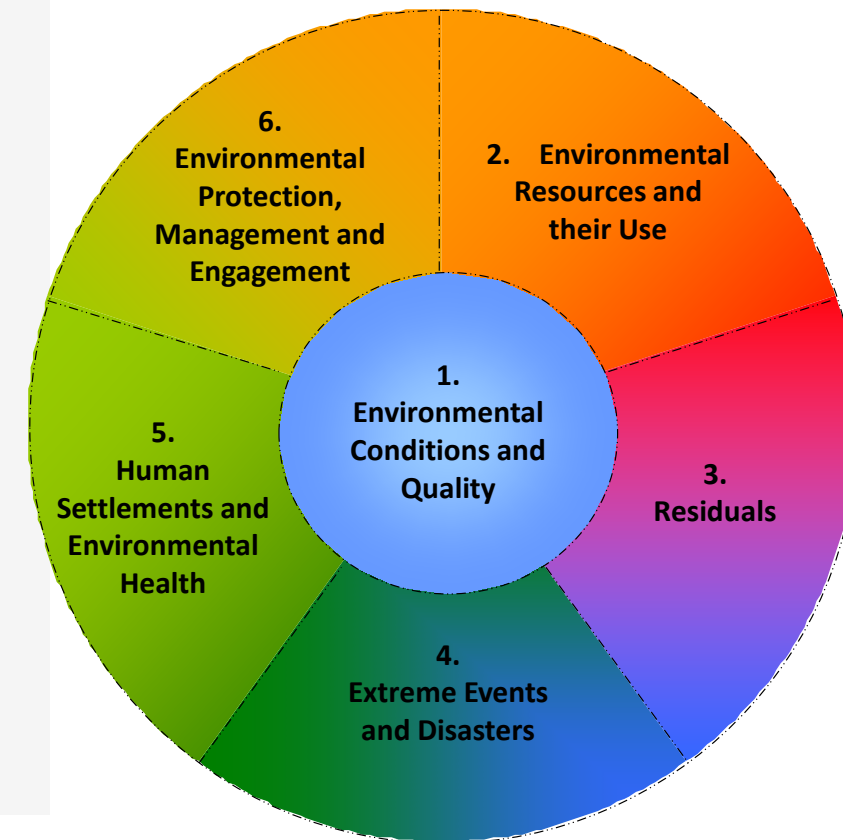 1.
Environmental
Conditions and
Quality
2. Environmental
Resources and
their Use
3.
Residuals
4.
Extreme Events
and Disasters
5.
Human
Settlements and
Environmental
Health
6.
Environmental
Protection,
Management and
Engagement